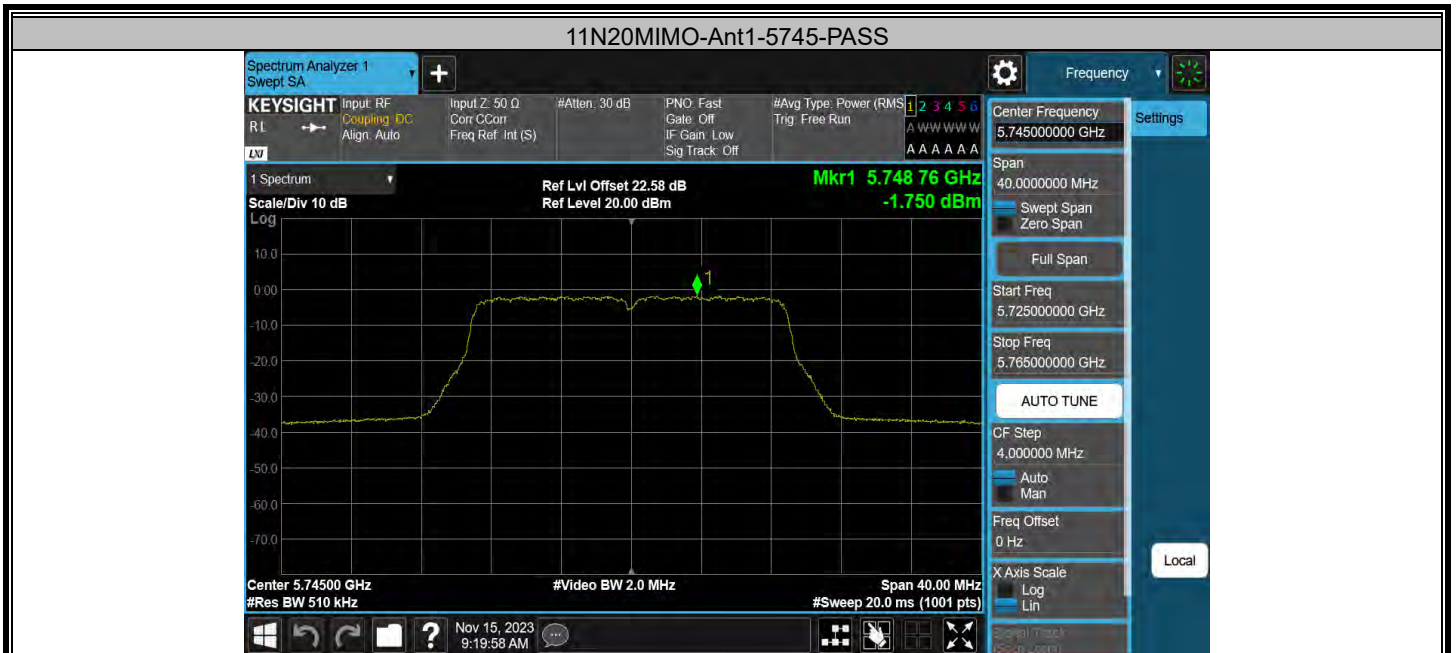 11N20MIMO-Ant1-5745-PASS
Spectrum Analyzer 1
Swept SA
Frequency
KEYSIGHT
RL
LXI
Input: RF
Coupling: DC
Align: Auto
Input Z: 50 Ω
Corr CCorr
Freq Ref: Int (S)
#Atten: 30 dB
PNO: Fast
Gate: Off
IF Gain: Low
Sig Track: Off
#Avg Type: Power (RMS
Trig: Free Run
1 2 3 4 5 6
A W W W W W
A A A A A A
1 Spectrum
Scale/Div 10 dB
Log
Ref Lvl Offset 22.58 dB
Ref Level 20.00 dBm
Mkr1 5.748 76 GHz
-1.750 dBm
10.0
0.00
-10.0
-20.0
-30.0
-40.0
-50.0
-60.0
-70.0
1
Center 5.74500 GHz
#Res BW 510 kHz
#Video BW 2.0 MHz
Span 40.00 MHz
#Sweep 20.0 ms (1001 pts)
Center Frequency
5.745000000 GHz
Settings
Span
40.0000000 MHz
Swept Span
Zero Span
Full Span
Start Freq
5.725000000 GHz
Stop Freq
5.765000000 GHz
AUTO TUNE
CF Step
4.000000 MHz
Auto
Man
Freq Offset
0 Hz
X Axis Scale
Log
Lin
Local
Signal Track
(Span Zoom)
?
Nov 15, 2023
9:19:58 AM